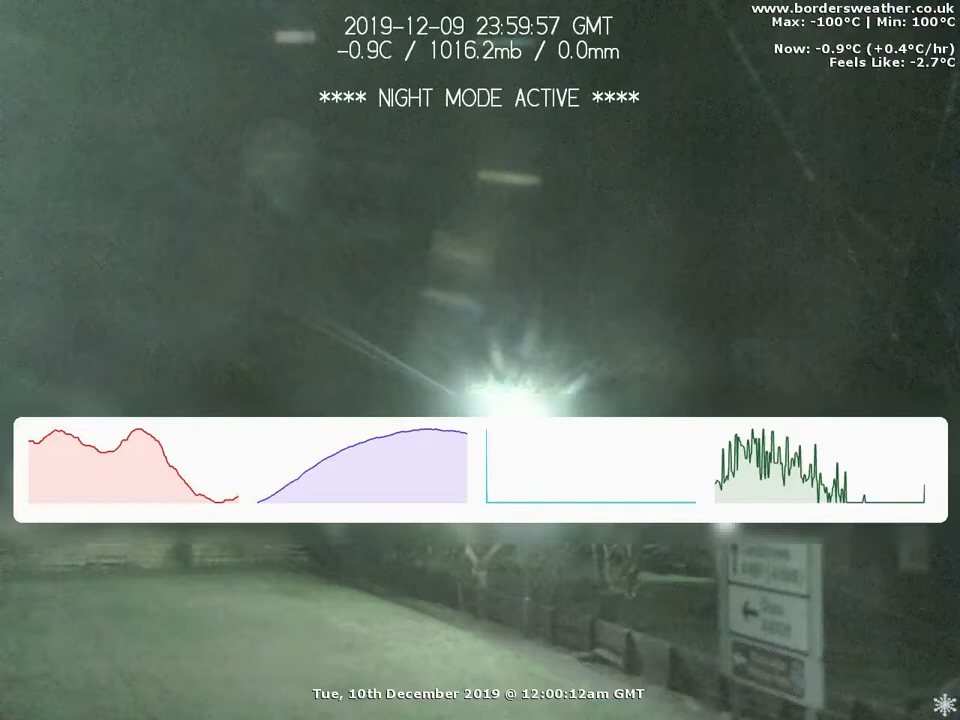 2019-12-09 23:59:57 GMT
-0.9C / 1016.2mb / 0.0mm
**** NIGHT MODE ACTIVE ****
www.bordersweather.co.uk
Max: -100°C | Min: 100°C
Now: -0.9°C (+0.4°C/hr)
Feels Like: -2.7°C
Tue, 10th December 2019 @ 12:00:12am GMT